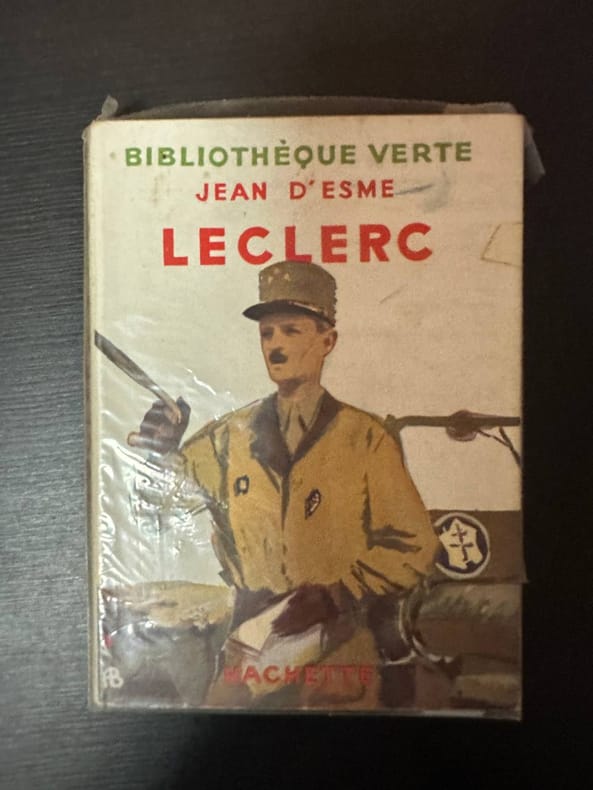 BIBLIOTHÈQUE VERTE
JEAN D'ESME
LECLERC
HACHETTE